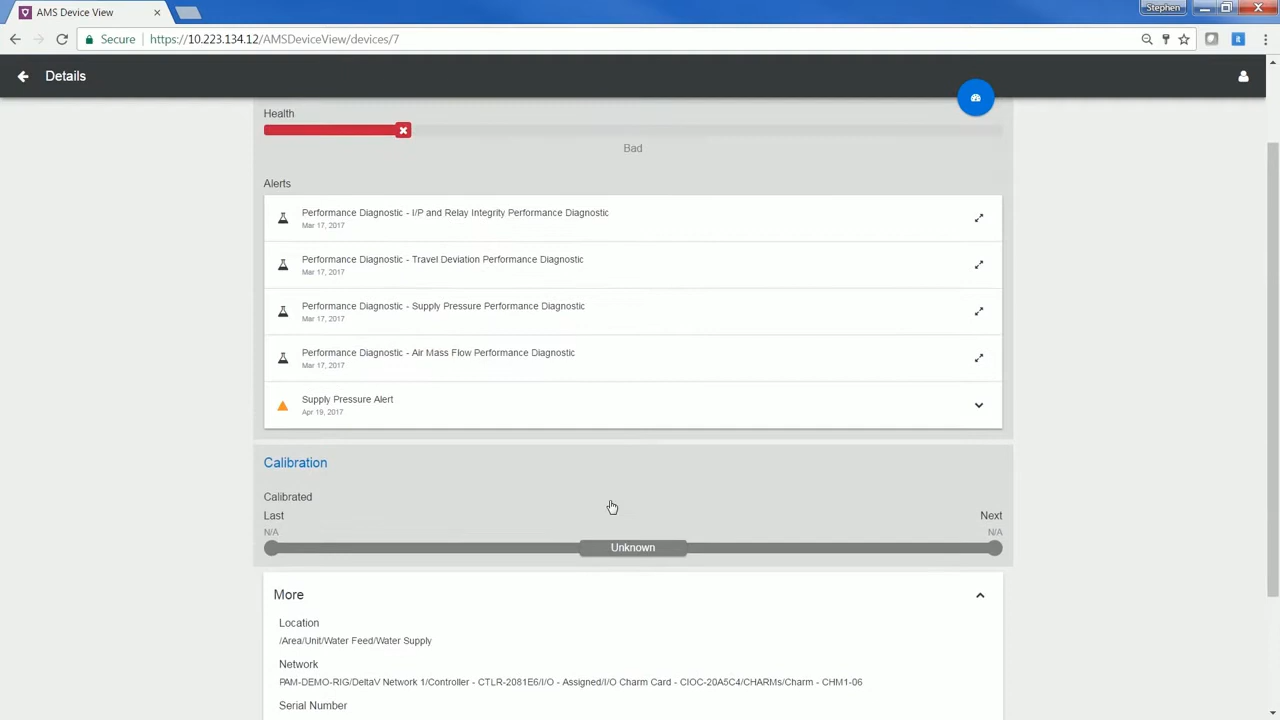 AMS Device View
Stephen
Secure
https://10.223.134.12/AMSDeviceView/devices/7
Details
Health
Bad
Alerts
Performance Diagnostic - I/P and Relay Integrity Performance Diagnostic
Mar 17, 2017
Performance Diagnostic - Travel Deviation Performance Diagnostic
Mar 17, 2017
Performance Diagnostic - Supply Pressure Performance Diagnostic
Mar 17, 2017
Performance Diagnostic - Air Mass Flow Performance Diagnostic
Mar 17, 2017
Supply Pressure Alert
Apr 19, 2017
Calibration
Calibrated
Last
Next
N/A
N/A
Unknown
More
Location
/Area/Unit/Water Feed/Water Supply
Network
PAM-DEMO-RIG/DeltaV Network 1/Controller - CTLR-2081E6/I/O - Assigned/I/O Charm Card - CIOC-20A5C4/CHARMs/Charm - CHM1-06
Serial Number